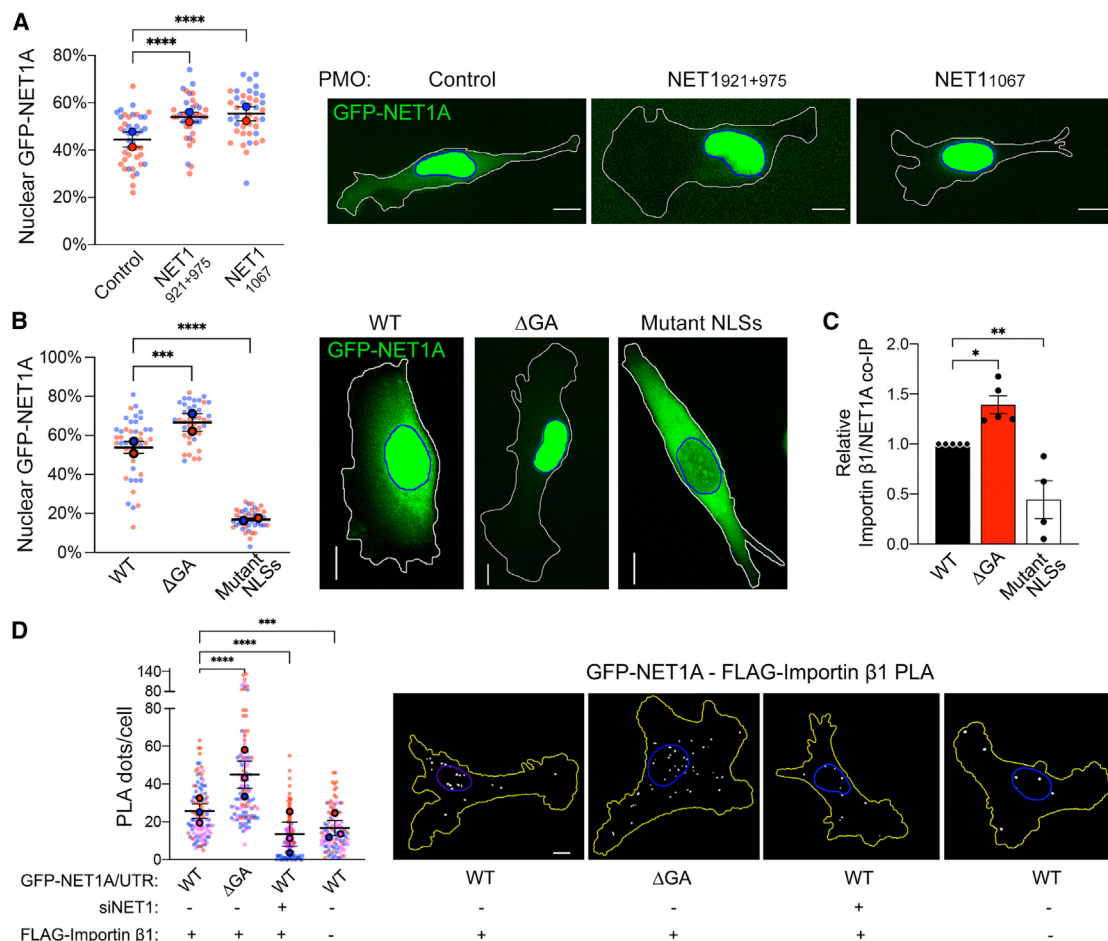 A
Nuclear GFP-NET1A
80%
60%
40%
20%
0%
****
****
Control
NET1
921+975
NET1
1067
PMO:
Control
NET1921+975
NET11067
GFP-NET1A
B
Nuclear GFP-NET1A
100%
80%
60%
40%
20%
0%
****
***
WT
ΔGA
Mutant
NLSs
WT
ΔGA
Mutant NLSs
GFP-NET1A
C
Relative
Importin β1/NET1A co-IP
2.0
1.5
1.0
0.5
0.0
**
*
WT
ΔGA
Mutant
NLSs
D
PLA dots/cell
140
80
60
40
20
0
***
****
****
GFP-NET1A - FLAG-Importin β1 PLA
GFP-NET1A/UTR: WT ΔGA WT WT WT ΔGA WT WT
siNET1: - - + - - - + -
FLAG-Importin β1: + + + - + + + -